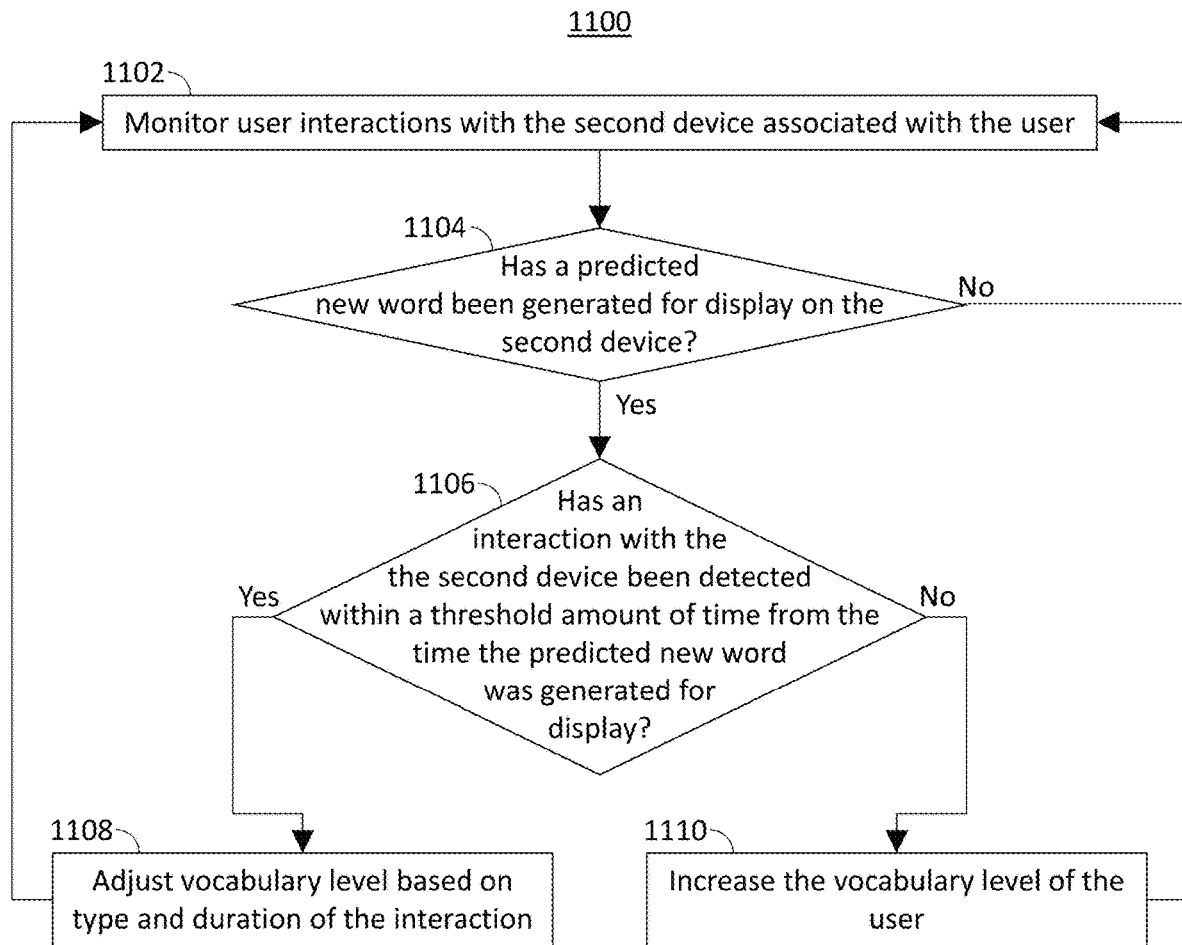 1100
1102
Monitor user interactions with the second device associated with the user
1104
Has a predicted
new word been generated for display on the
second device?
No
Yes
1106
Has an
interaction with the
the second device been detected
within a threshold amount of time from the
time the predicted new word
was generated for
display?
Yes
No
1108
Adjust vocabulary level based on
type and duration of the interaction
1110
Increase the vocabulary level of the
user